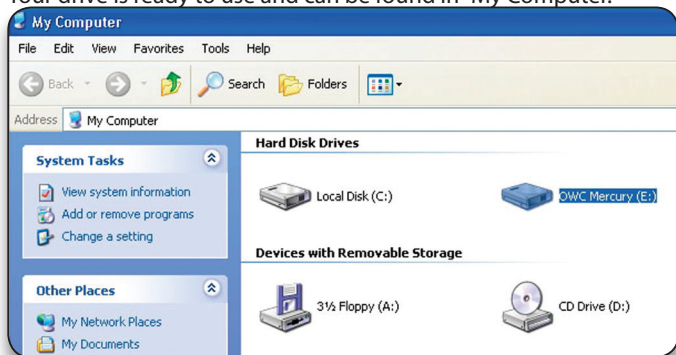 Your drive is ready to use and can be found in "My Computer."
My Computer
File Edit View Favorites Tools Help
Back Search Folders
Address My Computer
System Tasks
View system information
Add or remove programs
Change a setting
Other Places
My Network Places
My Documents
Hard Disk Drives
Local Disk (C:)
OWC Mercury (E:)
Devices with Removable Storage
3½ Floppy (A:)
CD Drive (D:)